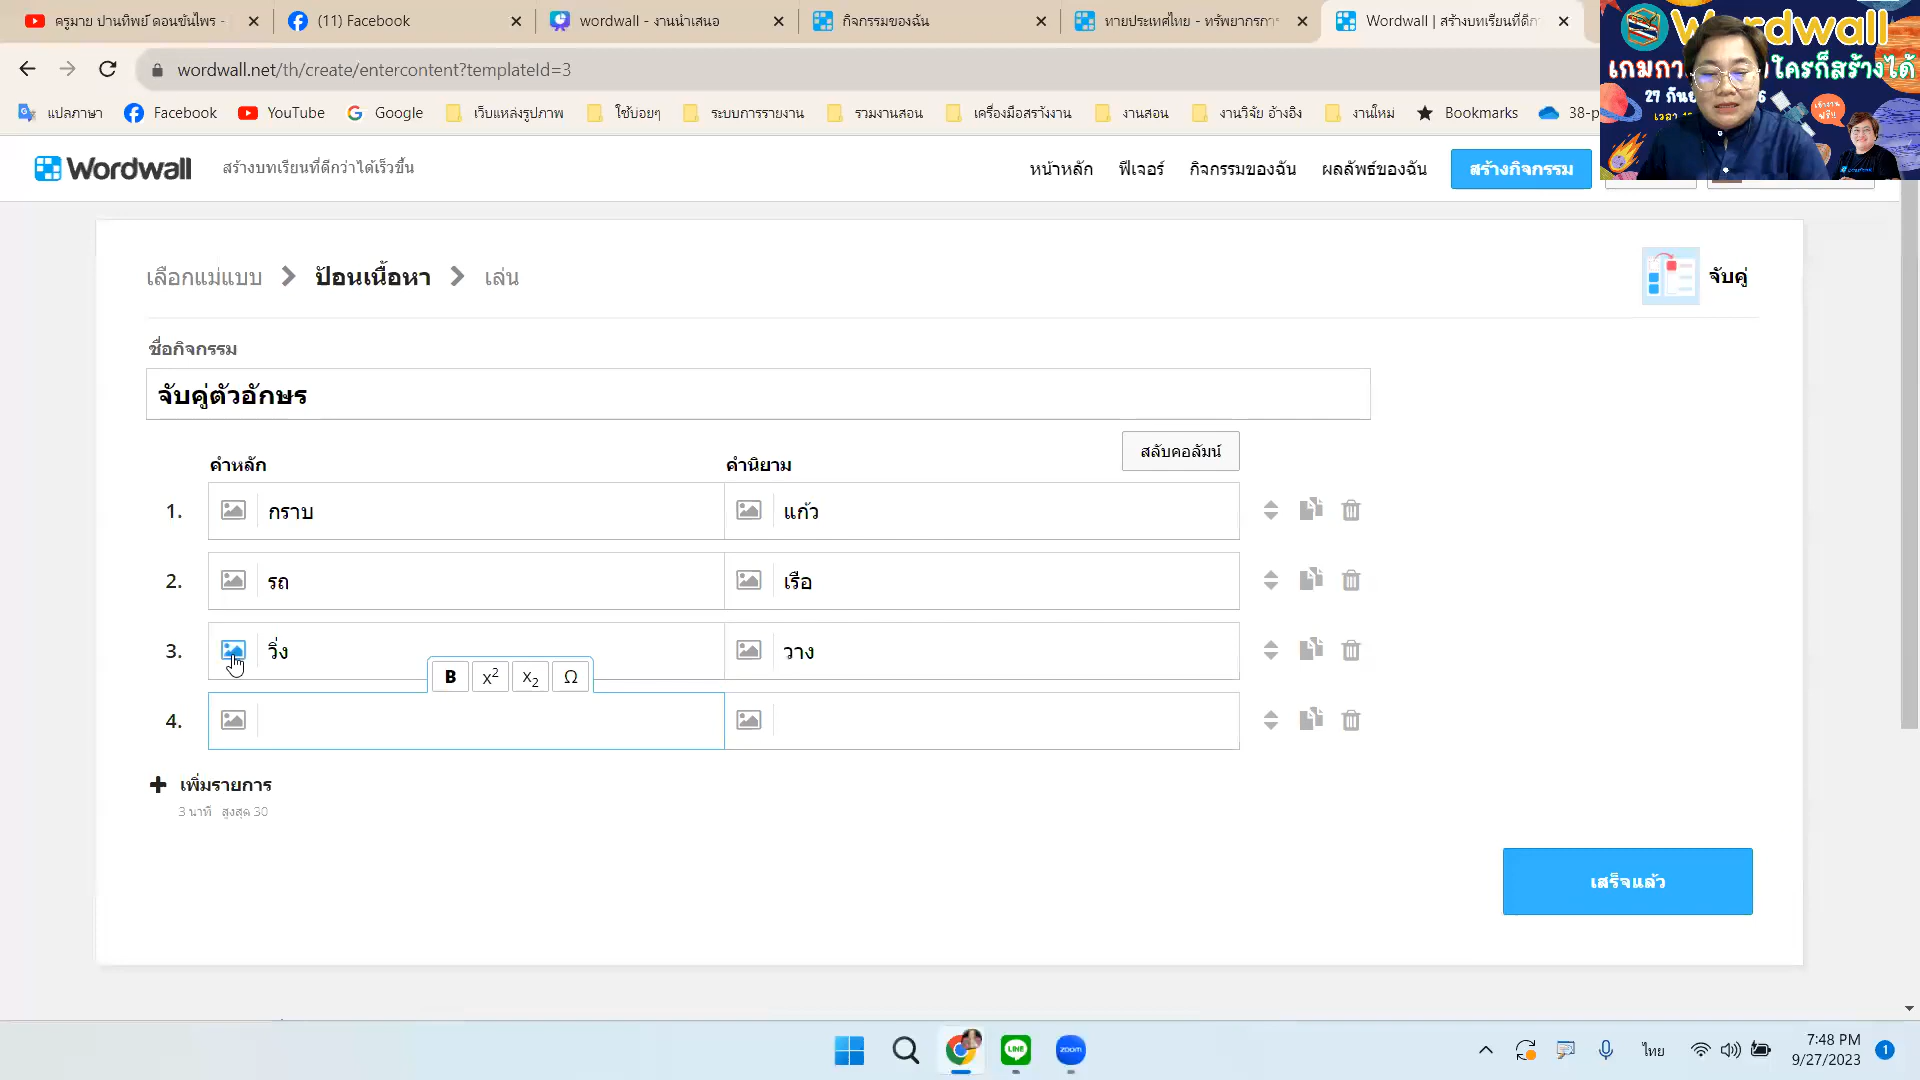 ครูมาย ปานทิพย์ ดอนขันไพร -
(11) Facebook
wordwall - งานนำเสนอ
กิจกรรมของฉัน
ทายประเทศไทย - ทรัพยากรการ
Wordwall | สร้างบทเรียนที่ดีกว่
wordwall.net/th/create/entercontent?templateId=3
แปลภาษา
Facebook
YouTube
Google
เว็บแหล่งรูปภาพ
ใช้บ่อยๆ
ระบบการรายงาน
รวมงานสอน
เครื่องมือสร้างงาน
งานสอน
งานวิจัย อ้างอิง
งานใหม่
Bookmarks
38-p
Wordwall
ใครก็สร้างได้
Wordwall
สร้างบทเรียนที่ดีกว่าได้เร็วขึ้น
หน้าหลัก
ฟีเจอร์
กิจกรรมของฉัน
ผลลัพธ์ของฉัน
สร้างกิจกรรม
เลือกแม่แบบ
ป้อนเนื้อหา
เล่น
จับคู่
ชื่อกิจกรรม
จับคู่ตัวอักษร
คำหลัก
คำนิยาม
สลับคอลัมน์
1. กราบ แก้ว
2. รถ เรือ
3. วิ่ง วาง
B x² x₂ Ω
4.
เพิ่มรายการ
3 นาที สูงสุด 30
เสร็จแล้ว
LINE
zoom
ไทย
7:48 PM
9/27/2023
1